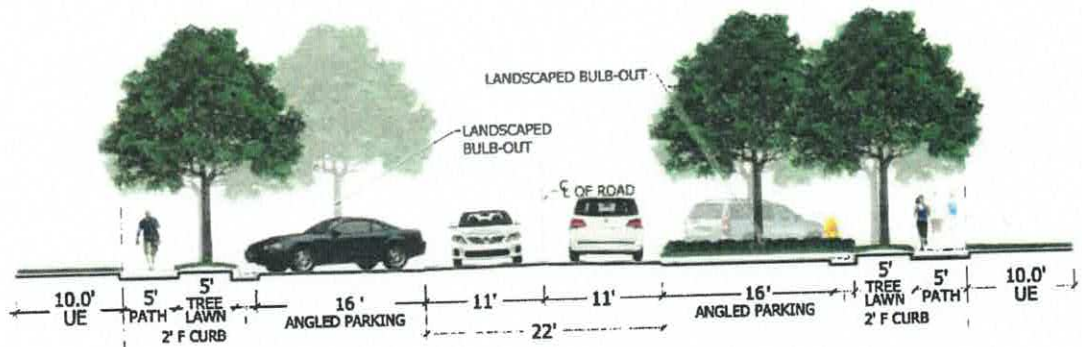 LANDSCAPED BULB-OUT
LANDSCAPED
BULB-OUT
℄ OF ROAD
10.0'
UE
5'
PATH
5'
TREE
LAWN
2' F CURB
16'
ANGLED PARKING
11'
11'
22'
16'
ANGLED PARKING
5'
TREE
LAWN
2' F CURB
5'
PATH
10.0'
UE